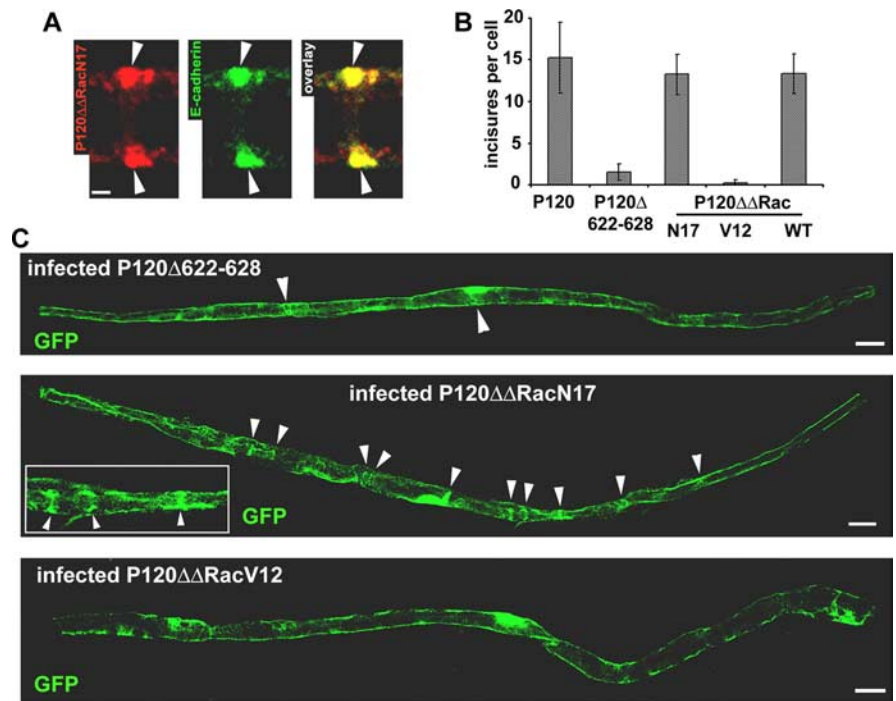 A
P120ΔΔRacN17
E-cadherin
overlay
B
incisures per cell
15
10
5
0
P120
P120Δ
622-628
P120ΔΔRac
N17
V12
WT
C
infected P120Δ622-628
GFP
infected P120ΔΔRacN17
GFP
infected P120ΔΔRacV12
GFP